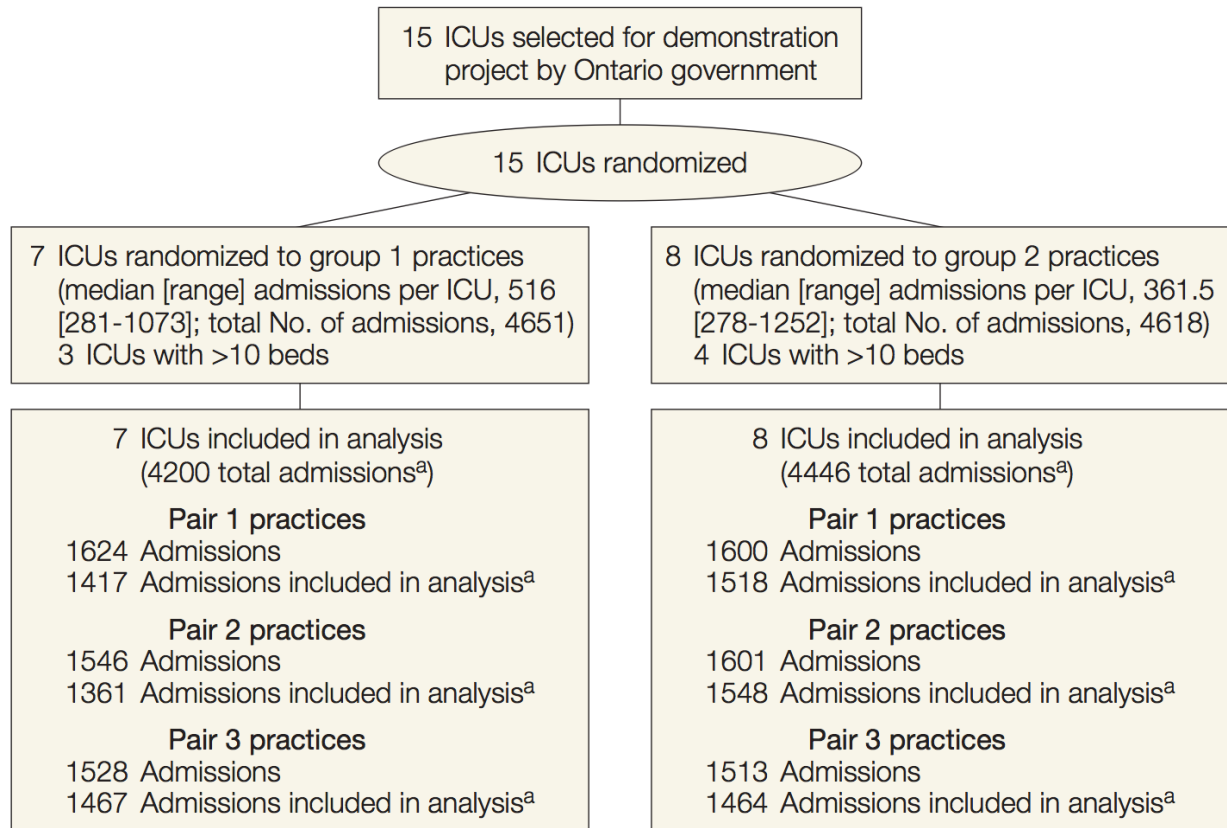 15 ICUs selected for demonstration
project by Ontario government
15 ICUs randomized
7 ICUs randomized to group 1 practices
(median [range] admissions per ICU, 516
[281-1073]; total No. of admissions, 4651)
3 ICUs with >10 beds
8 ICUs randomized to group 2 practices
(median [range] admissions per ICU, 361.5
[278-1252]; total No. of admissions, 4618)
4 ICUs with >10 beds
7 ICUs included in analysis
(4200 total admissionsᵃ)
Pair 1 practices
1624 Admissions
1417 Admissions included in analysisᵃ
Pair 2 practices
1546 Admissions
1361 Admissions included in analysisᵃ
Pair 3 practices
1528 Admissions
1467 Admissions included in analysisᵃ
8 ICUs included in analysis
(4446 total admissionsᵃ)
Pair 1 practices
1600 Admissions
1518 Admissions included in analysisᵃ
Pair 2 practices
1601 Admissions
1548 Admissions included in analysisᵃ
Pair 3 practices
1513 Admissions
1464 Admissions included in analysisᵃ